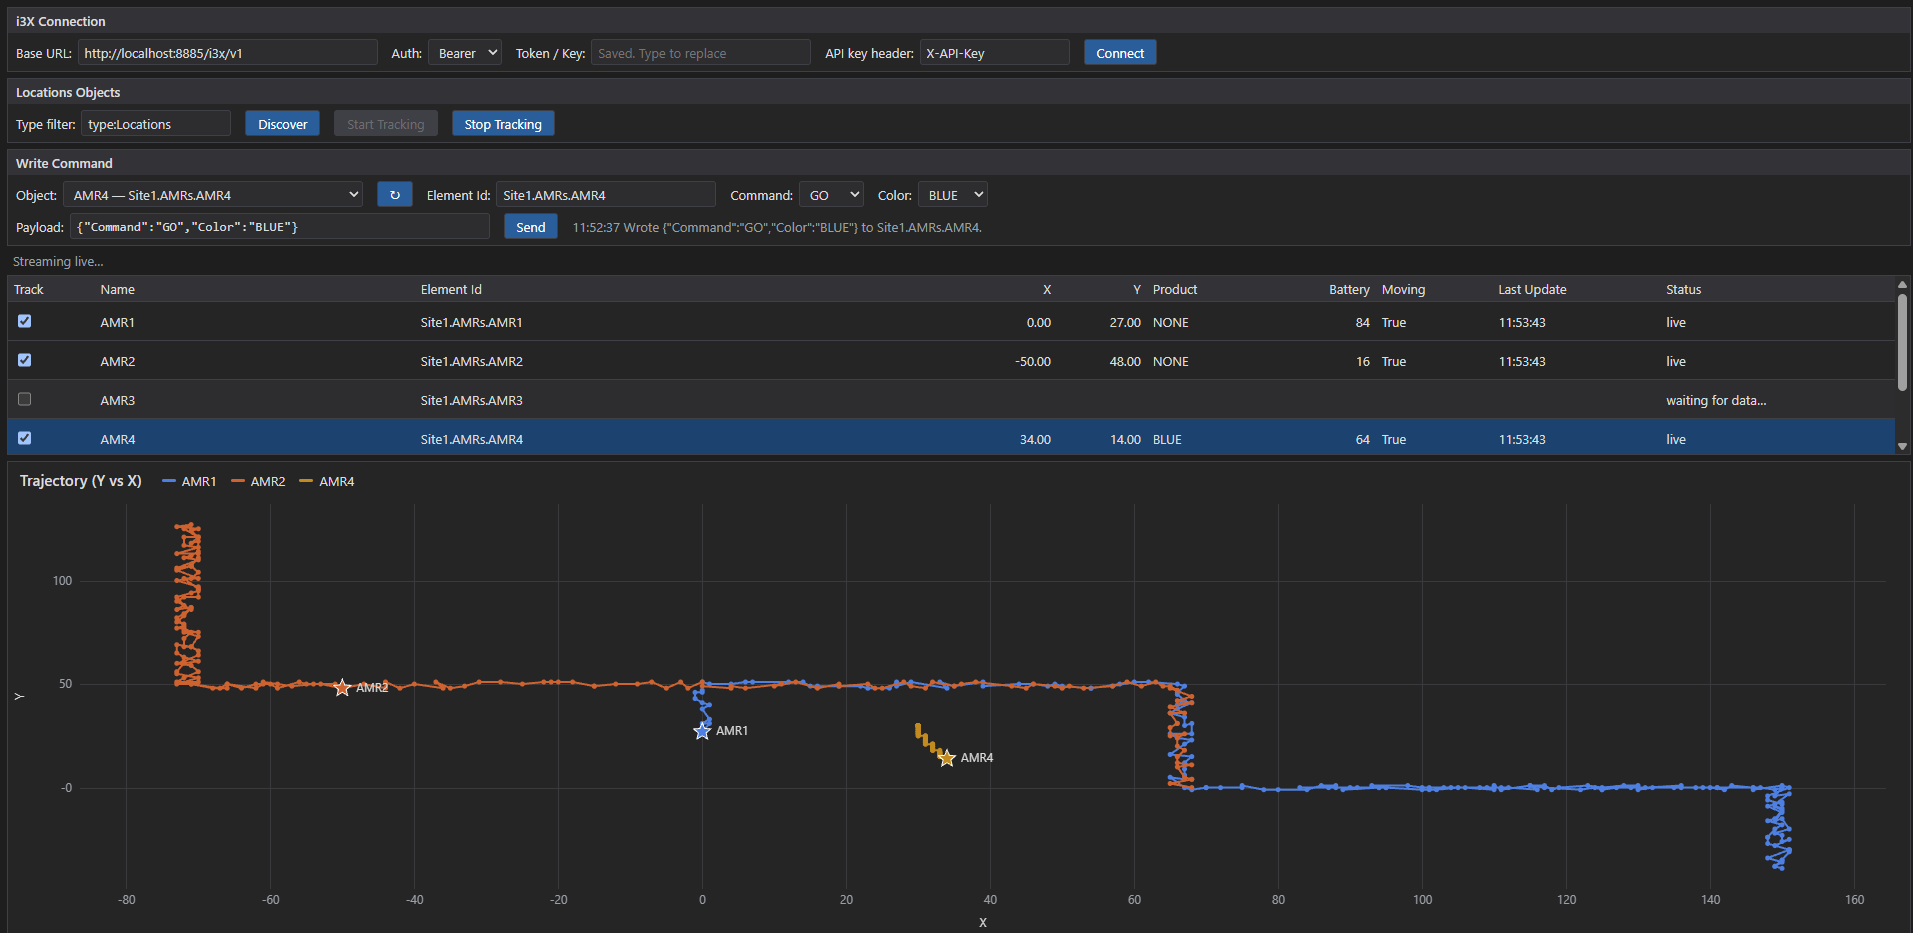 i3X Connection
Base URL: http://localhost:8885/i3x/v1 Auth: Bearer Token / Key: Saved. Type to replace API key header: X-API-Key Connect
Locations Objects
Type filter: type:Locations Discover Start Tracking Stop Tracking
Write Command
Object: AMR4 — Site1.AMRs.AMR4 ↻ Element Id: Site1.AMRs.AMR4 Command: GO Color: BLUE
Payload: {"Command":"GO","Color":"BLUE"} Send 11:52:37 Wrote {"Command":"GO","Color":"BLUE"} to Site1.AMRs.AMR4.
Streaming live...
Track Name Element Id X Y Product Battery Moving Last Update Status
AMR1 Site1.AMRs.AMR1 0.00 27.00 NONE 84 True 11:53:43 live
AMR2 Site1.AMRs.AMR2 -50.00 48.00 NONE 16 True 11:53:43 live
AMR3 Site1.AMRs.AMR3 waiting for data...
AMR4 Site1.AMRs.AMR4 34.00 14.00 BLUE 64 True 11:53:43 live
Trajectory (Y vs X) AMR1 AMR2 AMR4
100
50
-0
Y
AMR2
AMR1
AMR4
-80 -60 -40 -20 0 20 40 60 80 100 120 140 160
X